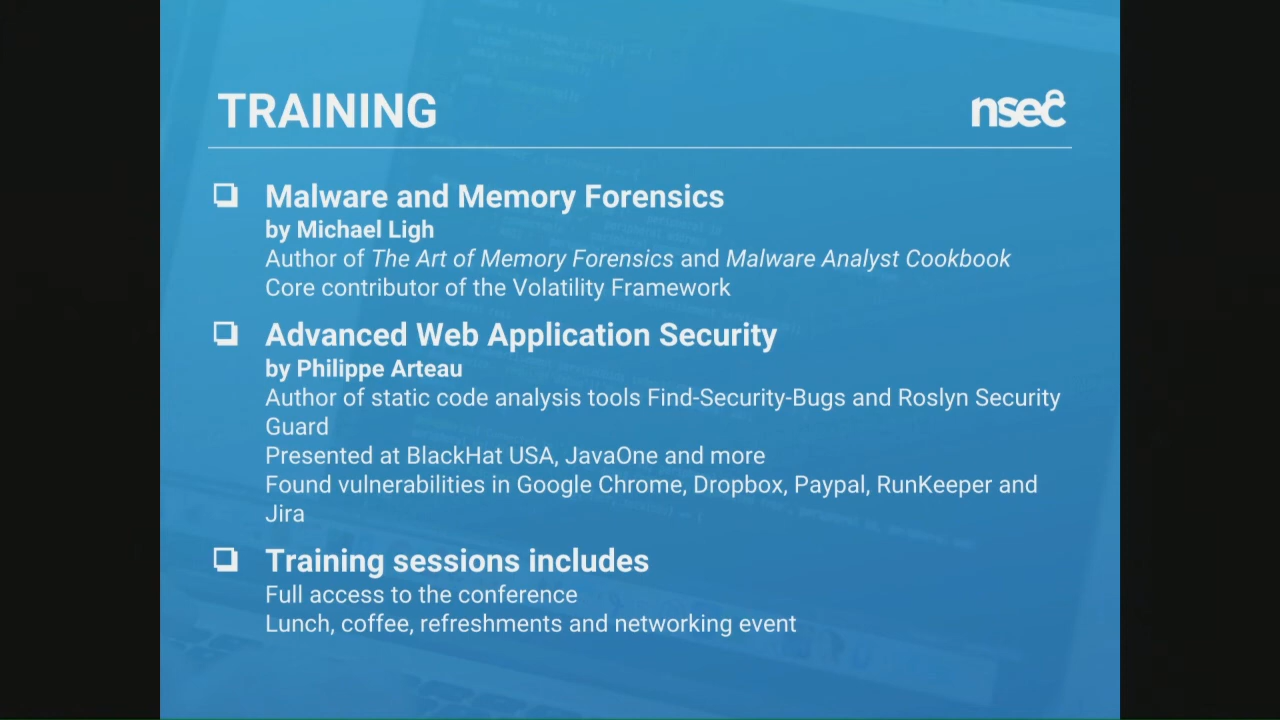 TRAINING
nsec
Malware and Memory Forensics
by Michael Ligh
Author of The Art of Memory Forensics and Malware Analyst Cookbook
Core contributor of the Volatility Framework
Advanced Web Application Security
by Philippe Arteau
Author of static code analysis tools Find-Security-Bugs and Roslyn Security
Guard
Presented at BlackHat USA, JavaOne and more
Found vulnerabilities in Google Chrome, Dropbox, Paypal, RunKeeper and
Jira
Training sessions includes
Full access to the conference
Lunch, coffee, refreshments and networking event